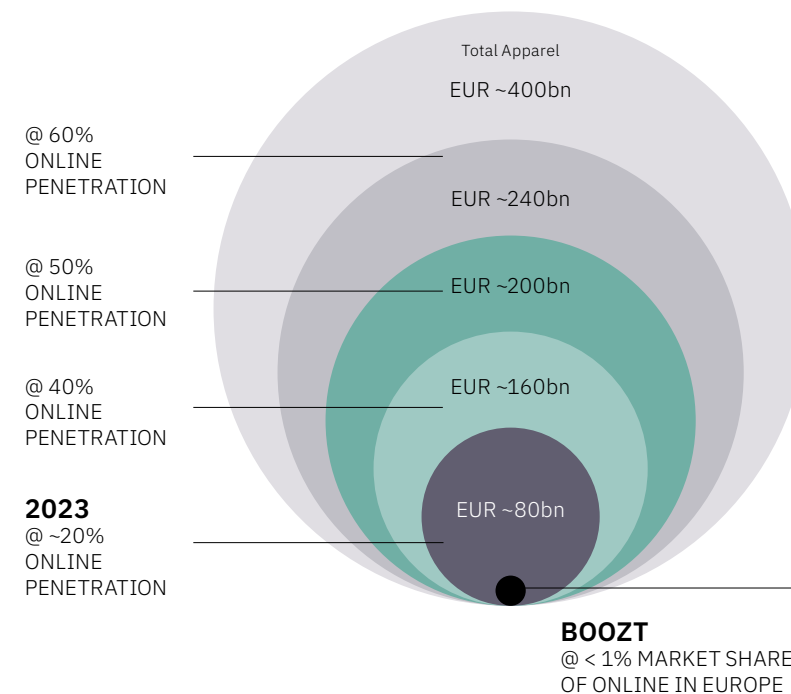 Total Apparel
EUR ~400bn
@ 60%
ONLINE
PENETRATION
EUR ~240bn
@ 50%
ONLINE
PENETRATION
EUR ~200bn
@ 40%
ONLINE
PENETRATION
EUR ~160bn
2023
@ ~20%
ONLINE
PENETRATION
EUR ~80bn
BOOZT
@ < 1% MARKET SHARE
OF ONLINE IN EUROPE